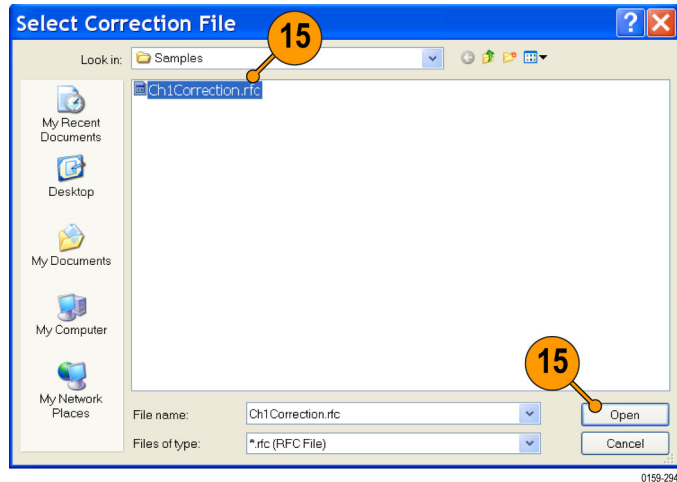 Select Correction File
15
Look in: Samples
Ch1Correction.rfc
My Recent
Documents
Desktop
My Documents
My Computer
My Network
Places
15
File name: Ch1Correction.rfc Open
Files of type: *.rfc (RFC File) Cancel
0159-294